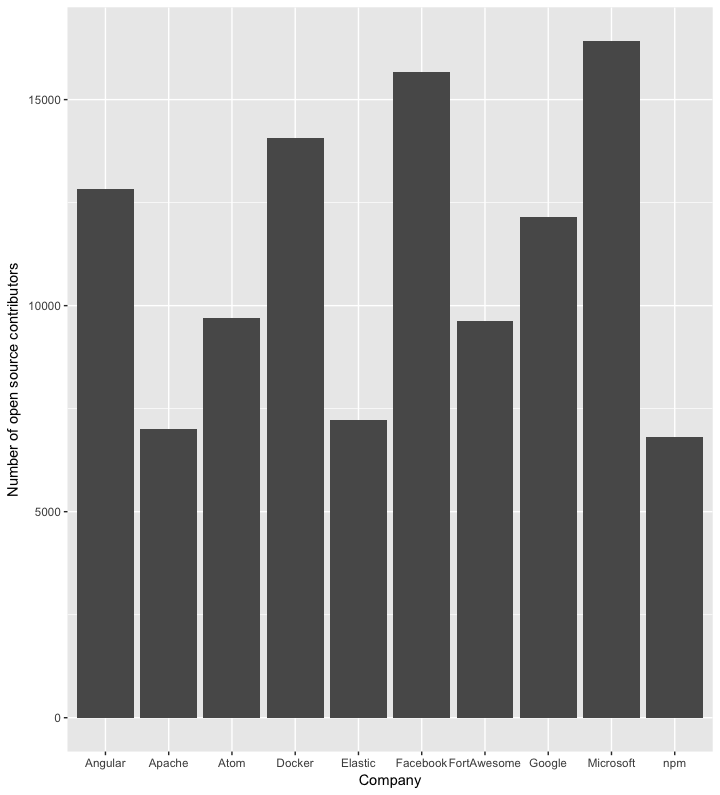 Number of open source contributors
15000
10000
5000
0
Angular Apache Atom Docker Elastic Facebook FortAwesome Google Microsoft npm
Company